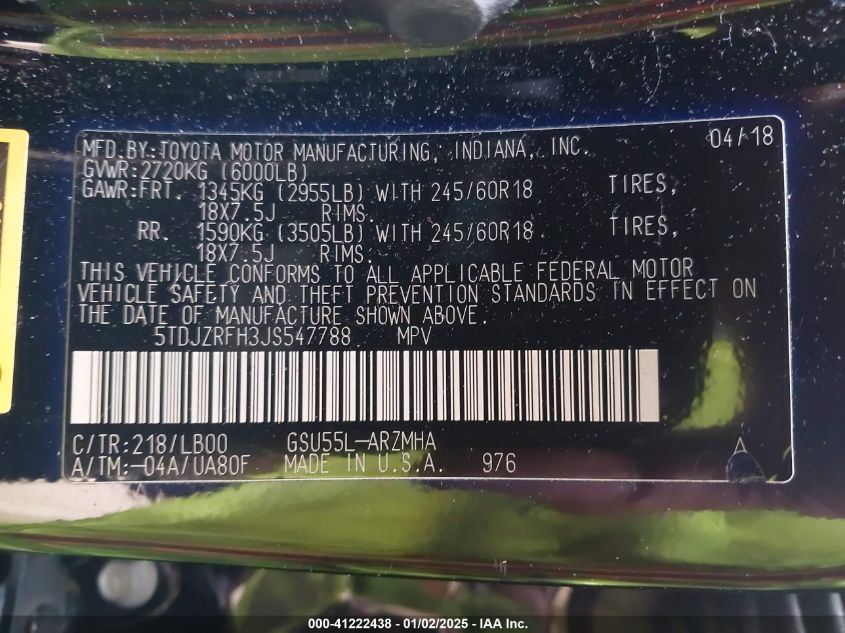 MFD.BY:TOYOTA MOTOR MANUFACTURING, INDIANA, INC. 04/18
GVWR:2720KG (6000LB)
GAWR:FRT. 1345KG (2955LB) WITH 245/60R18 TIRES,
18X7.5J RIMS.
RR. 1590KG (3505LB) WITH 245/60R18 TIRES,
18X7.5J RIMS.
THIS VEHICLE CONFORMS TO ALL APPLICABLE FEDERAL MOTOR
VEHICLE SAFETY AND THEFT PREVENTION STANDARDS IN EFFECT ON
THE DATE OF MANUFACTURE SHOWN ABOVE.
5TDJZRFH3JS547788 MPV
C/TR:218/LB00 GSU55L-ARZMHA
A/TM:-04A/UA80F MADE IN U.S.A. 976
A
000-41222438 - 01/02/2025 - IAA Inc.